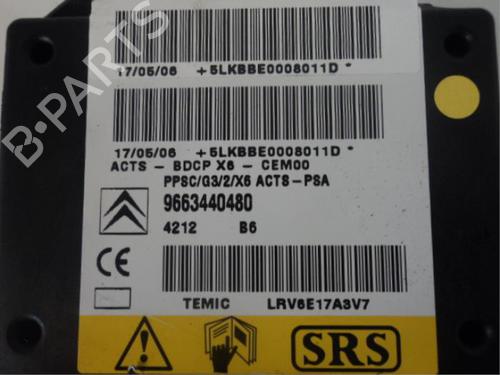 17/05/06 +5LKBBE0008011D *
B-PARTS
17/05/06 +5LKBBE0008011D *
ACTS - BDCP X6 - CEM00
PPSC/G3/2/X6 ACTS-PSA
9663440480
4212 B6
CE
TEMIC LRV6E17A3V7
SRS